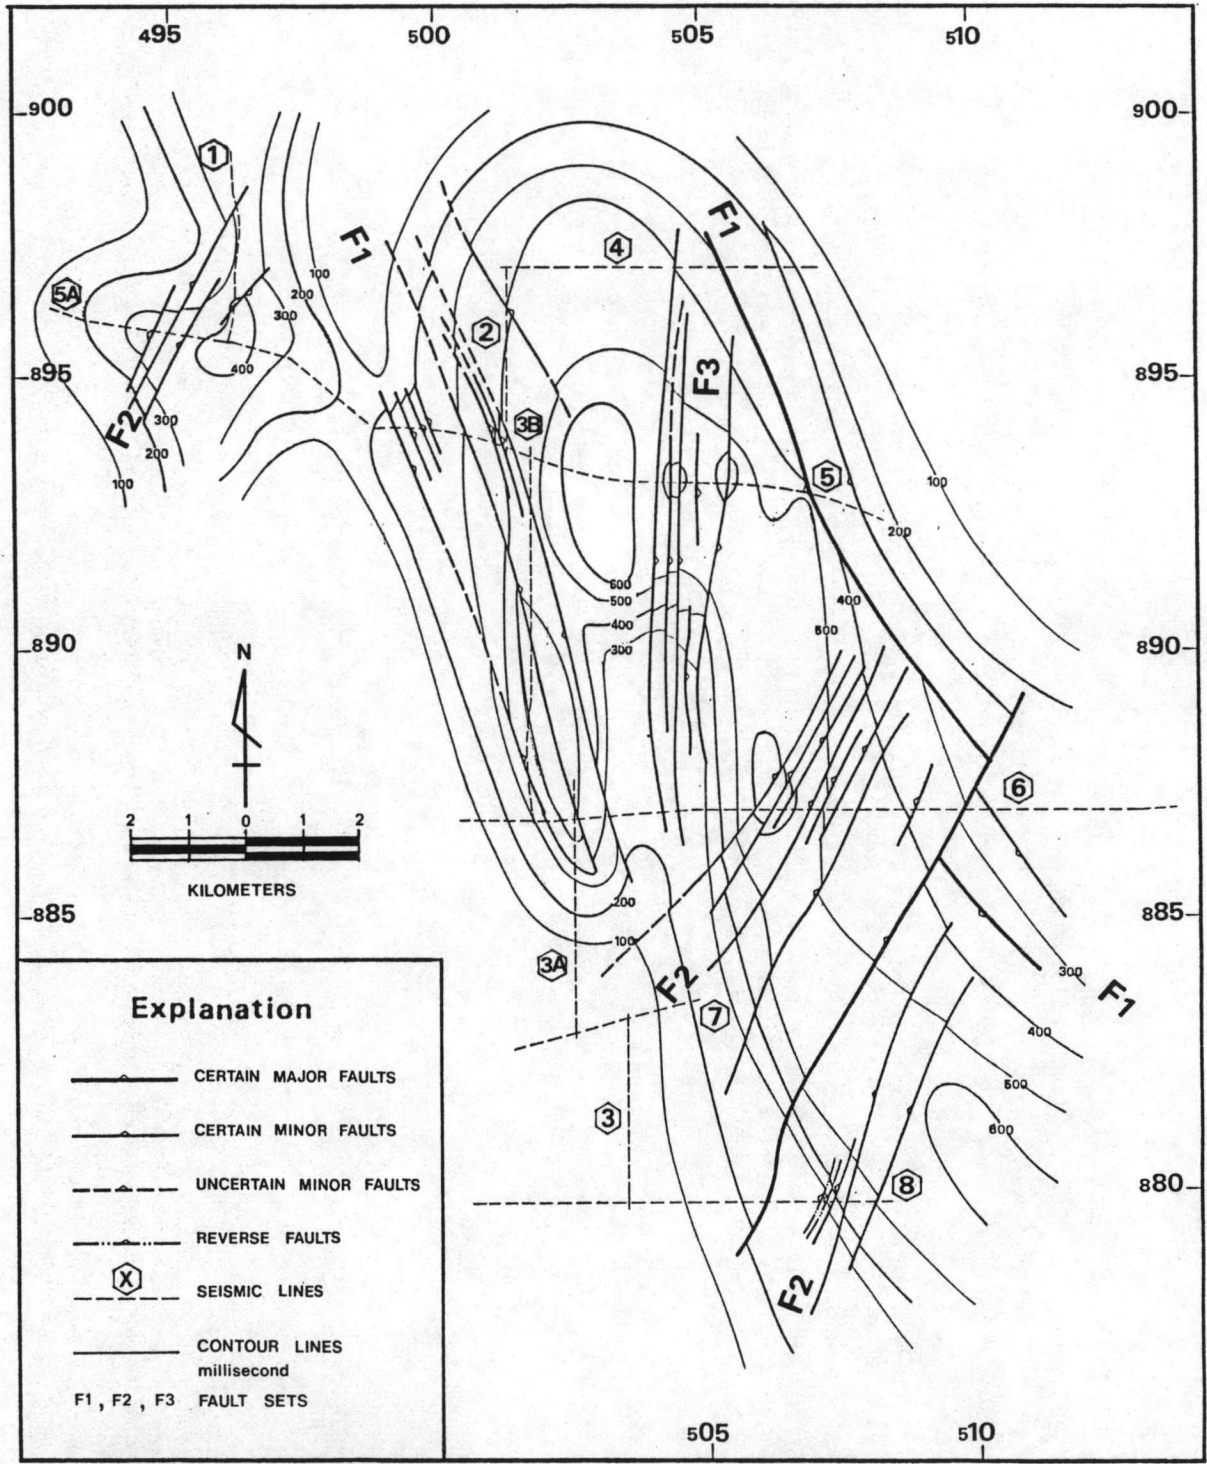 495 500 505 510
900 900
1
F1 F1
4
5A
100
200
2
300
F3
895 895
400
3B
F2 300
200
100
5
100
200
600
500
400
400
500
300
890 890
N
6
2 1 0 1 2
KILOMETERS
885 885
200
100
3A
F2
300
F1
7
400
500
3
600
880
8
F2
505 510
Explanation
CERTAIN MAJOR FAULTS
CERTAIN MINOR FAULTS
UNCERTAIN MINOR FAULTS
REVERSE FAULTS
X SEISMIC LINES
CONTOUR LINES
millisecond
F1, F2, F3 FAULT SETS